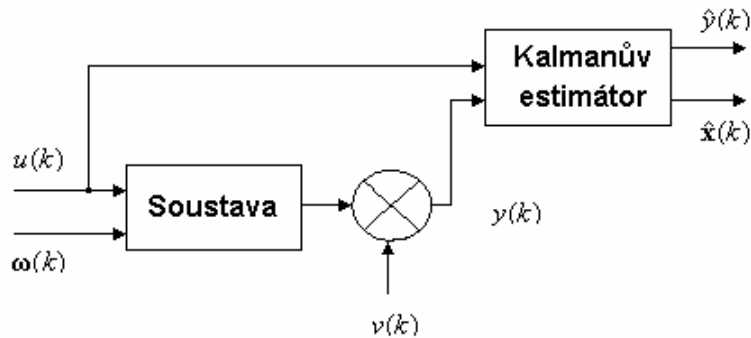 ŷ(k)
Kalmanův
estimátor
x̂(k)
u(k)
Soustava
y(k)
ω(k)
v(k)